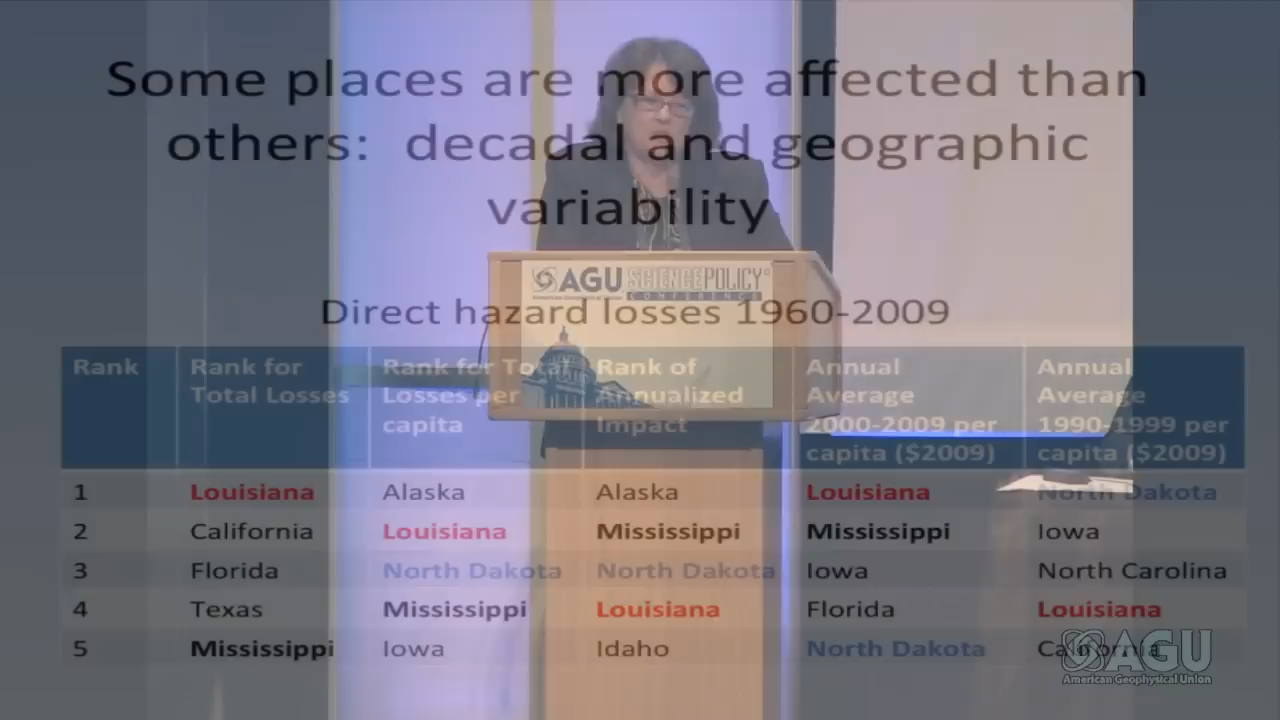 Some places are more affected than
others: decadal and geographic
variability
AGU SCIENCEPOLICY
CONFERENCE
Direct hazard losses 1960-2009
Rank | Rank for Total Losses | Rank for Total Losses per capita | Rank of Annualized Impact | Annual Average 2000-2009 per capita ($2009) | Annual Average 1990-1999 per capita ($2009)
1 Louisiana Alaska Alaska Louisiana North Dakota
2 California Louisiana Mississippi Mississippi Iowa
3 Florida North Dakota North Dakota Iowa North Carolina
4 Texas Mississippi Louisiana Florida Louisiana
5 Mississippi Iowa Idaho North Dakota California
AGU
American Geophysical Union